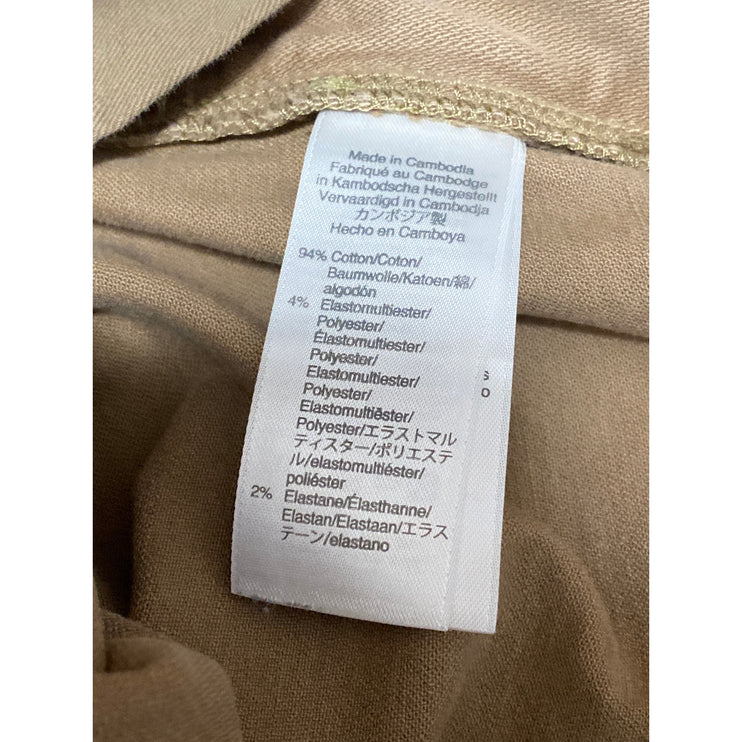 Made in Cambodia
Fabriqué au Cambodge
in Kambodscha Hergestellt
Vervaardigd in Cambodja
カンボジア製
Hecho en Camboya
94% Cotton/Coton/
Baumwolle/Katoen/綿/
algodón
4% Elastomultiester/
Polyester/
Élastomultiester/
Polyester/
Elastomultiester/
Polyester/
Elastomultiëster/
Polyester/エラストマル
ティスター/ポリエステ
ル/elastomultiéster/
poliéster
2% Elastane/Élasthanne/
Elastan/Elastaan/エラス
テーン/elastano